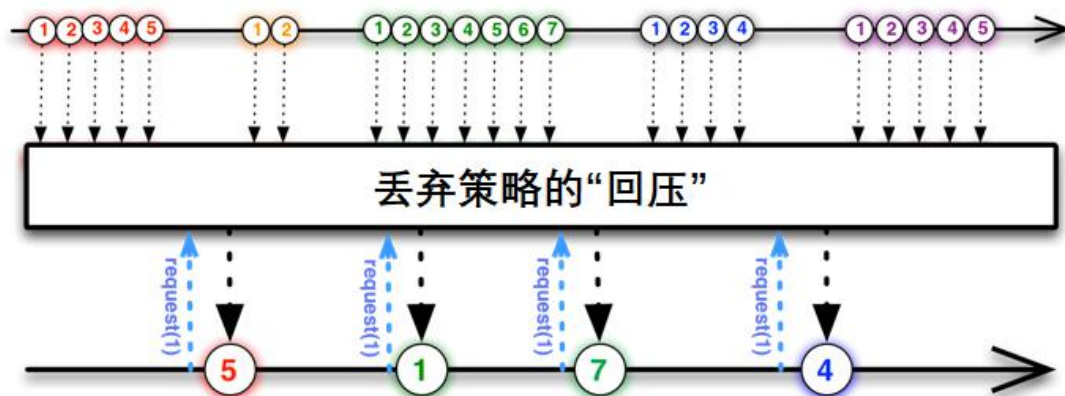 1 2 3 4 5 1 2 1 2 3 4 5 6 7 1 2 3 4 1 2 3 4 5
丢弃策略的“回压”
request(1) request(1) request(1) request(1)
5 1 7 4